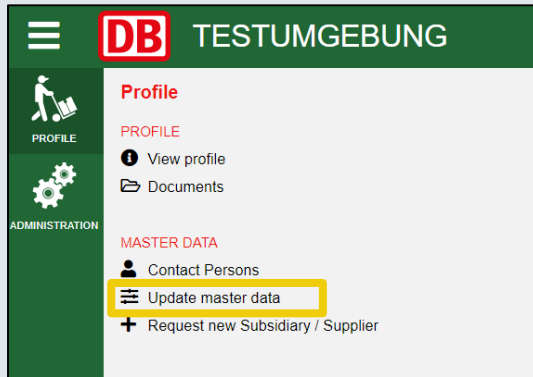 DB TESTUMGEBUNG
PROFILE
ADMINISTRATION
Profile
PROFILE
View profile
Documents
MASTER DATA
Contact Persons
Update master data
Request new Subsidiary / Supplier